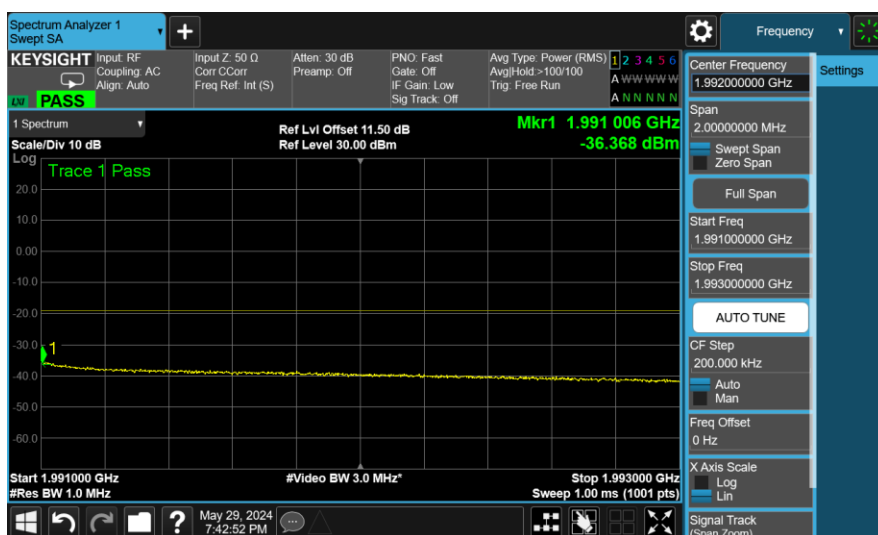 Spectrum Analyzer 1
Swept SA
Frequency
KEYSIGHT
Input: RF
Coupling: AC
Align: Auto
Input Z: 50 Ω
Corr CCorr
Freq Ref: Int (S)
Atten: 30 dB
Preamp: Off
PNO: Fast
Gate: Off
IF Gain: Low
Sig Track: Off
Avg Type: Power (RMS)
Avg|Hold:>100/100
Trig: Free Run
1 2 3 4 5 6
A W W W W W
A N N N N N
LXI PASS
1 Spectrum
Scale/Div 10 dB
Ref Lvl Offset 11.50 dB
Ref Level 30.00 dBm
Mkr1 1.991 006 GHz
-36.368 dBm
Log
Trace 1 Pass
20.0
10.0
0.00
-10.0
-20.0
-30.0
-40.0
-50.0
-60.0
1
Start 1.991000 GHz
#Res BW 1.0 MHz
#Video BW 3.0 MHz*
Stop 1.993000 GHz
Sweep 1.00 ms (1001 pts)
?
May 29, 2024
7:42:52 PM
Center Frequency
1.992000000 GHz
Settings
Span
2.00000000 MHz
Swept Span
Zero Span
Full Span
Start Freq
1.991000000 GHz
Stop Freq
1.993000000 GHz
AUTO TUNE
CF Step
200.000 kHz
Auto
Man
Freq Offset
0 Hz
X Axis Scale
Log
Lin
Signal Track
(Span Zoom)